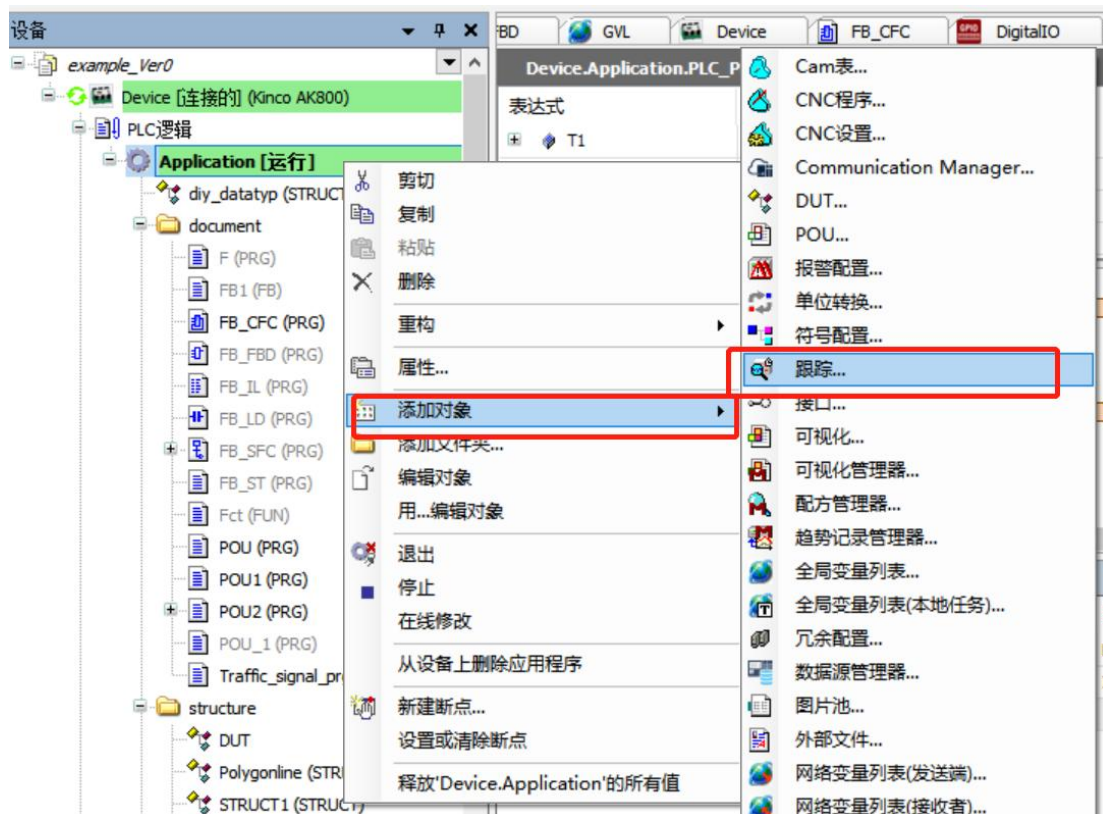 设备
example_Ver0
Device [连接的] (Kinco AK800)
PLC逻辑
Application [运行]
diy_datatyp (STRUCT
document
F (PRG)
FB1 (FB)
FB_CFC (PRG)
FB_FBD (PRG)
FB_IL (PRG)
FB_LD (PRG)
FB_SFC (PRG)
FB_ST (PRG)
Fct (FUN)
POU (PRG)
POU1 (PRG)
POU2 (PRG)
POU_1 (PRG)
Traffic_signal_pr
structure
DUT
Polygonline (STR
STRUCT1 (STRUCT)
BD
GVL
Device
FB_CFC
GPIO
DigitalIO
Device.Application.PLC_P
表达式
T1
剪切
复制
粘贴
删除
重构
属性...
添加对象
添加文件夹...
编辑对象
用...编辑对象
退出
停止
在线修改
从设备上删除应用程序
新建断点...
设置或清除断点
释放'Device.Application'的所有值
Cam表...
CNC程序...
CNC设置...
Communication Manager...
DUT...
POU...
报警配置...
单位转换...
符号配置...
跟踪...
接口...
可视化...
可视化管理器...
配方管理器...
趋势记录管理器...
全局变量列表...
全局变量列表(本地任务)...
冗余配置...
数据源管理器...
图片池...
外部文件...
网络变量列表(发送端)...
网络变量列表(接收者)...